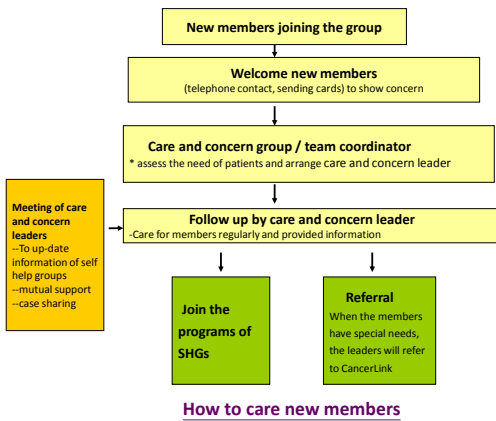 New members joining the group
Welcome new members
(telephone contact, sending cards) to show concern
Care and concern group / team coordinator
* assess the need of patients and arrange care and concern leader
Meeting of care
and concern
leaders
--To up-date
information of self
help groups
--mutual support
--case sharing
Follow up by care and concern leader
-Care for members regularly and provided information
Join the
programs of
SHGs
Referral
When the members
have special needs,
the leaders will refer
to CancerLink
How to care new members